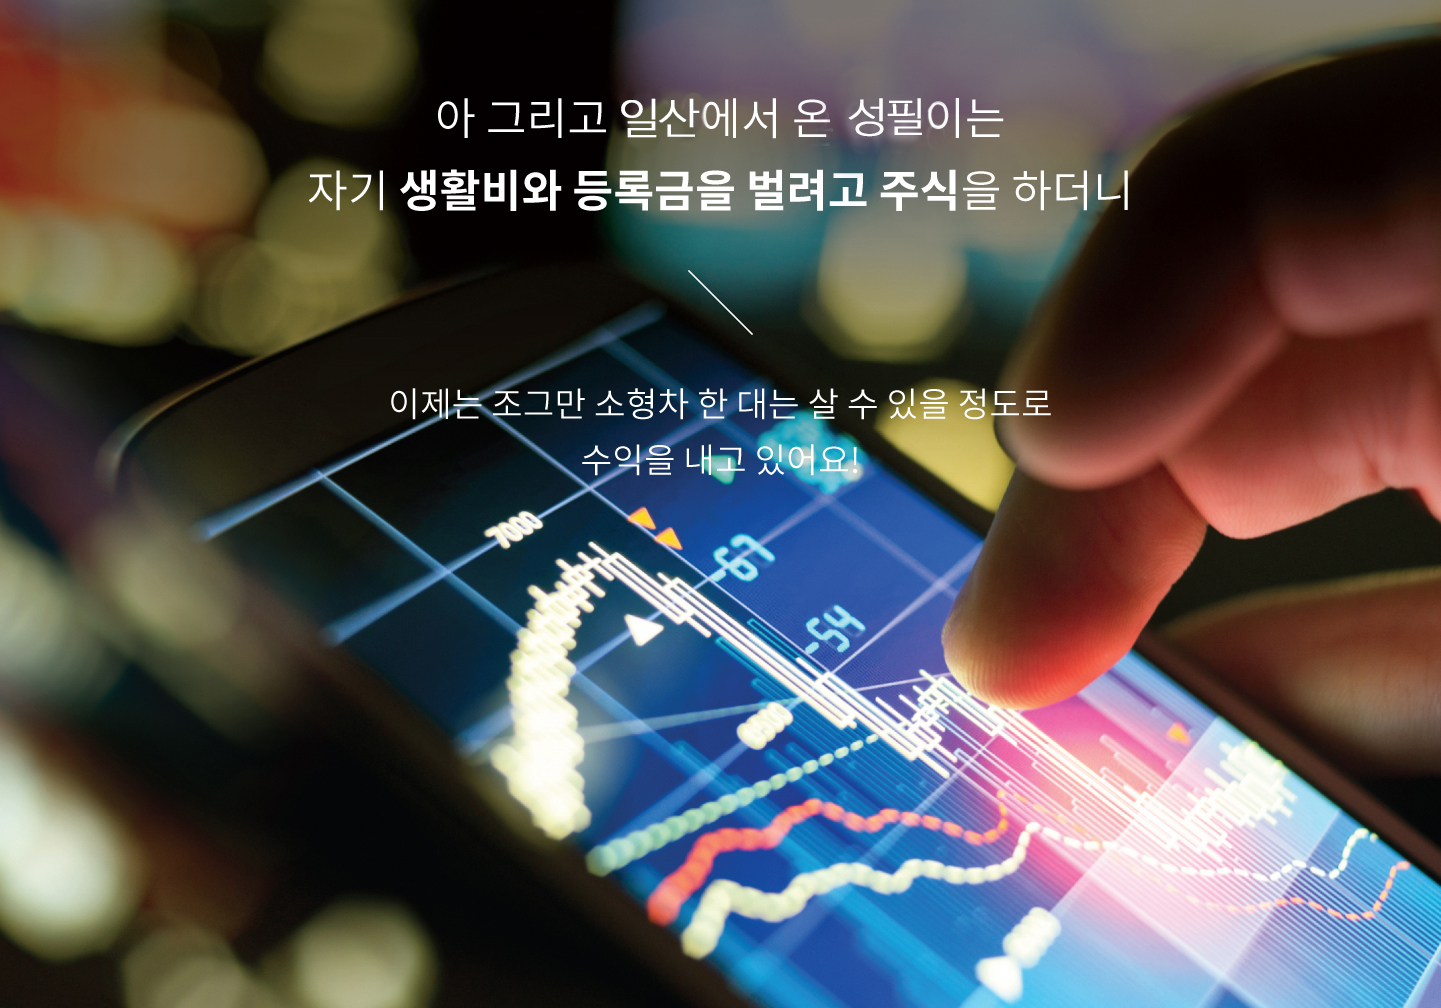 아 그리고 일산에서 온 성필이는
자기 생활비와 등록금을 벌려고 주식을 하더니
이제는 조그만 소형차 한 대는 살 수 있을 정도로
수익을 내고 있어요!
7000
-67
-54